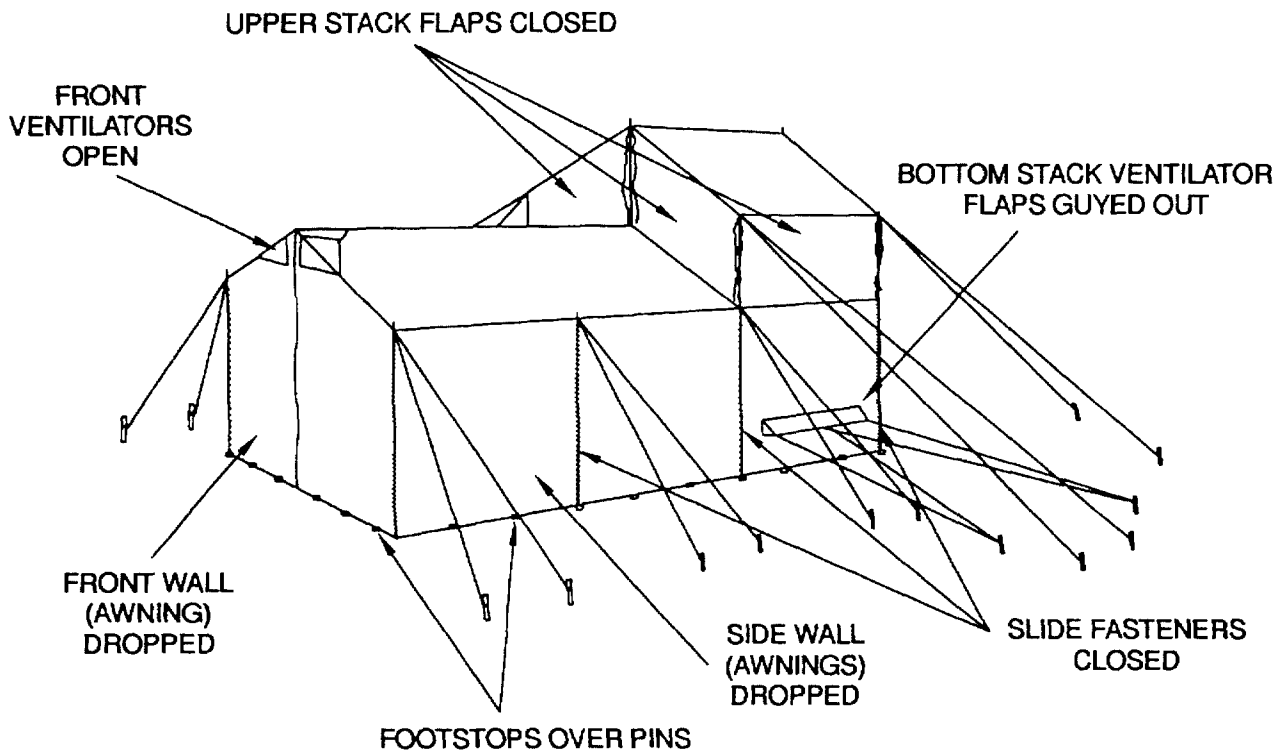 UPPER STACK FLAPS CLOSED
FRONT
VENTILATORS
OPEN
BOTTOM STACK VENTILATOR
FLAPS GUYED OUT
FRONT WALL
(AWNING)
DROPPED
SIDE WALL
(AWNINGS)
DROPPED
SLIDE FASTENERS
CLOSED
FOOTSTOPS OVER PINS